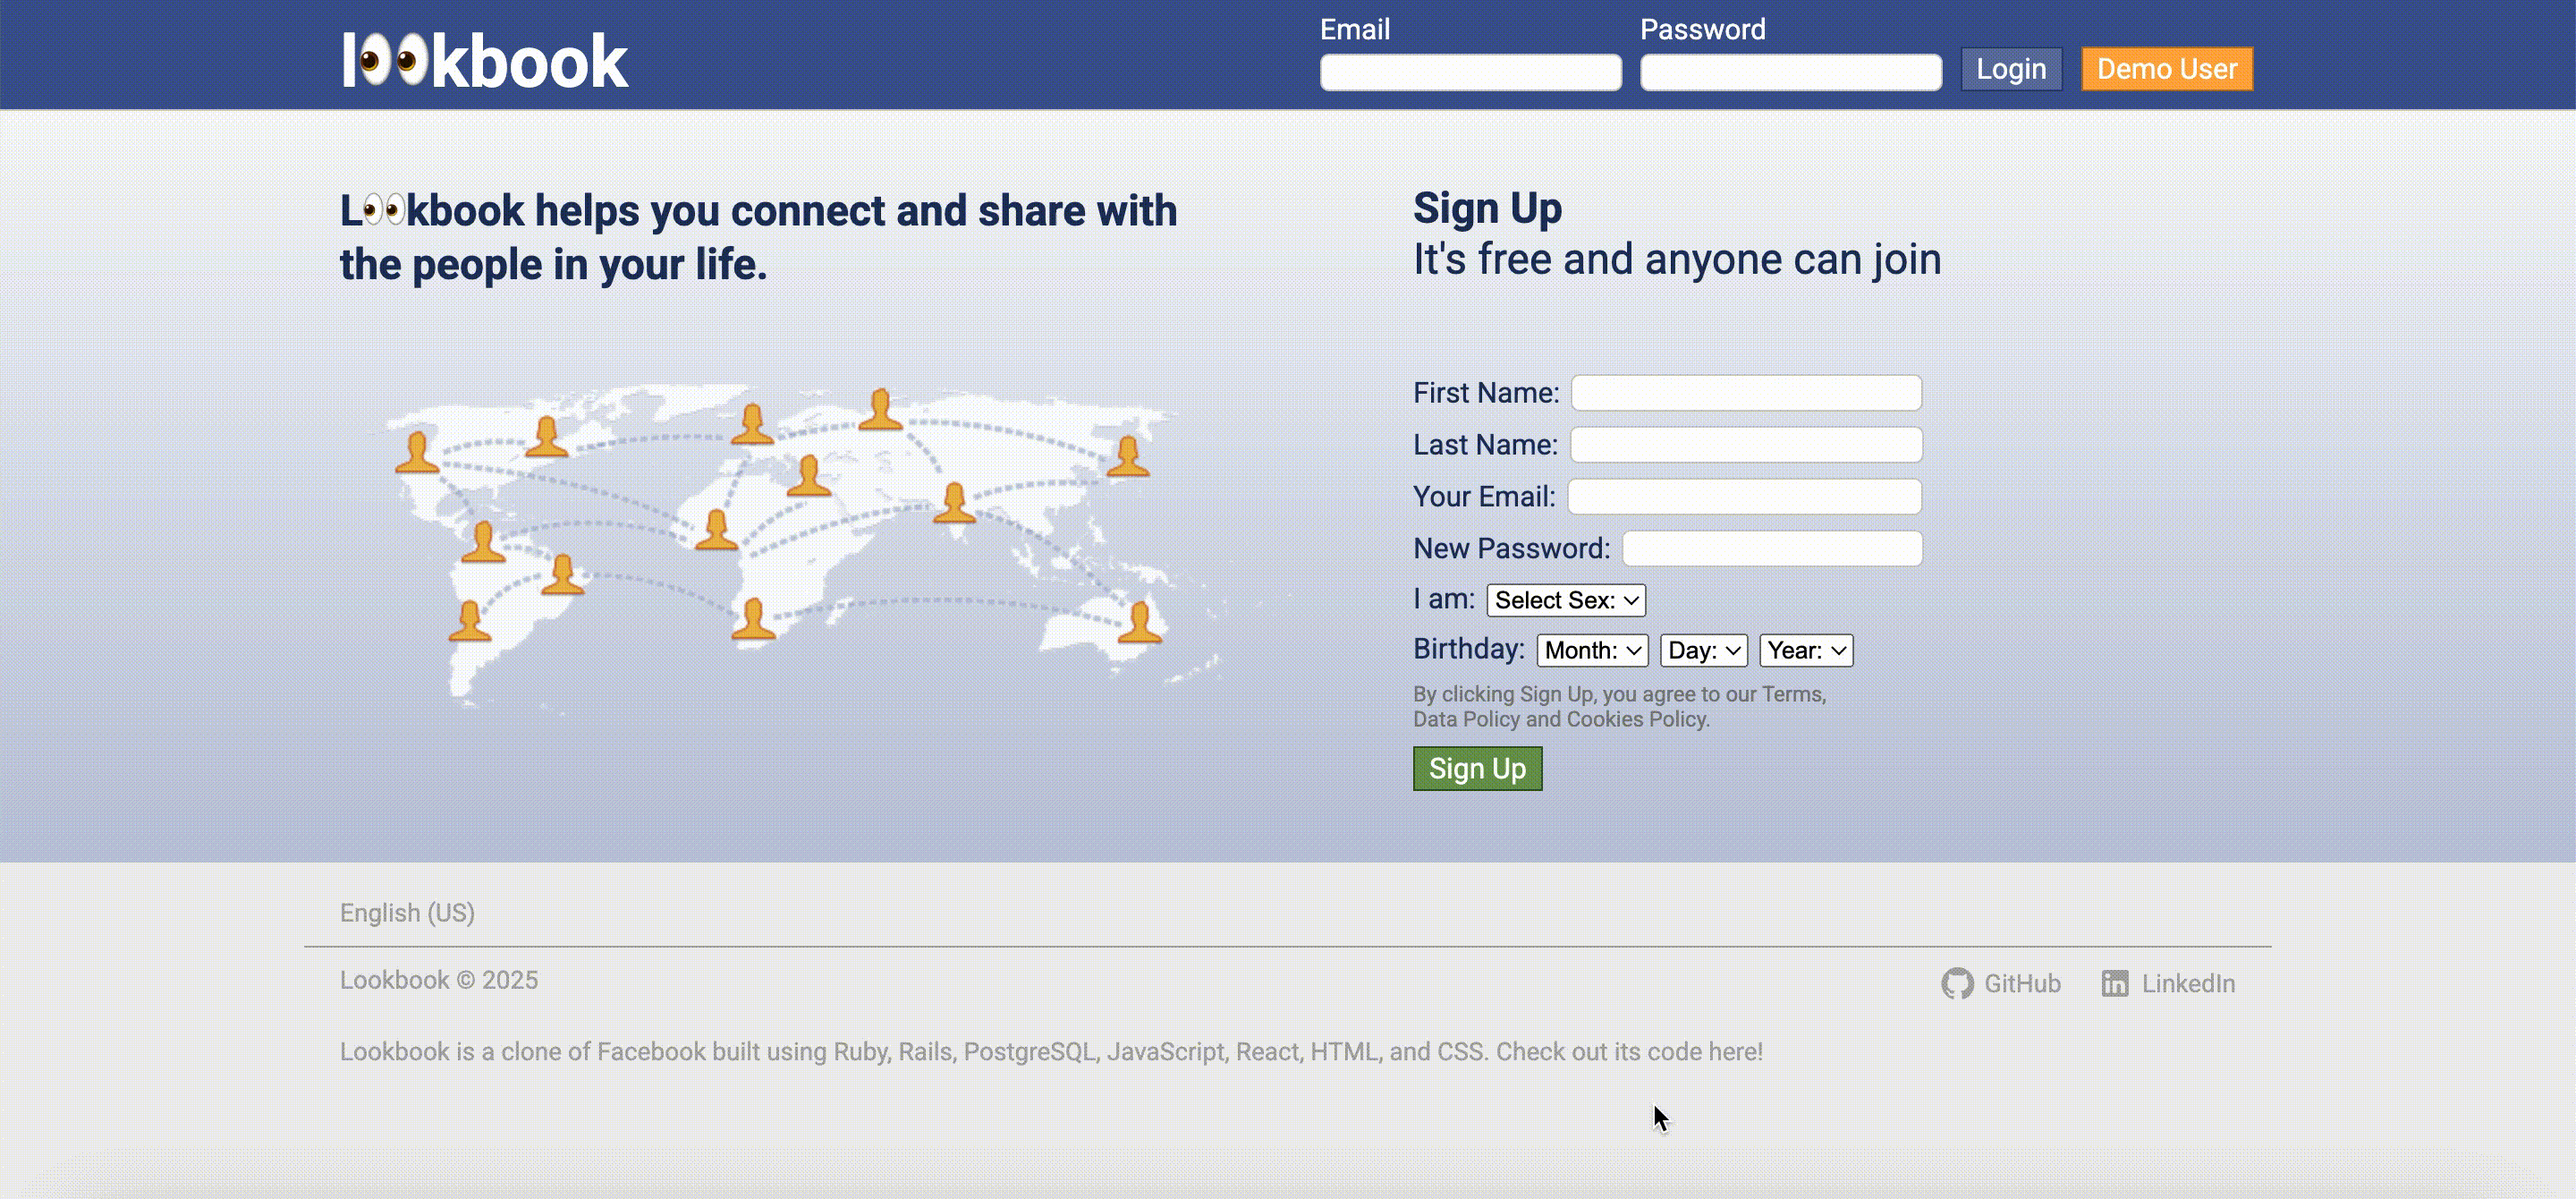 l👀kbook
Email
Password
Login
Demo User
L👀kbook helps you connect and share with
the people in your life.
Sign Up
It's free and anyone can join
First Name:
Last Name:
Your Email:
New Password:
I am: Select Sex:
Birthday: Month: Day: Year:
By clicking Sign Up, you agree to our Terms,
Data Policy and Cookies Policy.
Sign Up
English (US)
Lookbook © 2025
GitHub
LinkedIn
Lookbook is a clone of Facebook built using Ruby, Rails, PostgreSQL, JavaScript, React, HTML, and CSS. Check out its code here!